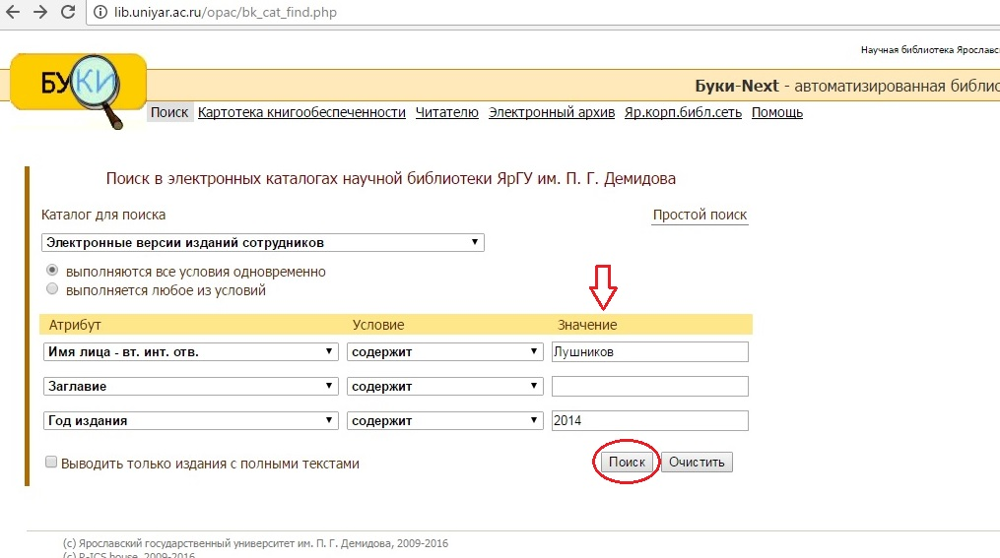 lib.uniyar.ac.ru/opac/bk_cat_find.php
Научная библиотека Ярославс
БУКИ
Буки-Next - автоматизированная библио
Поиск Картотека книгообеспеченности Читателю Электронный архив Яр.корп.библ.сеть Помощь
Поиск в электронных каталогах научной библиотеки ЯрГУ им. П. Г. Демидова
Каталог для поиска Простой поиск
Электронные версии изданий сотрудников
выполняются все условия одновременно
выполняется любое из условий
Атрибут Условие Значение
Имя лица - вт. инт. отв. содержит Лушников
Заглавие содержит
Год издания содержит 2014
Выводить только издания с полными текстами Поиск Очистить
(c) Ярославский государственный университет им. П. Г. Демидова, 2009-2016
(c) R-ICS house, 2009-2016